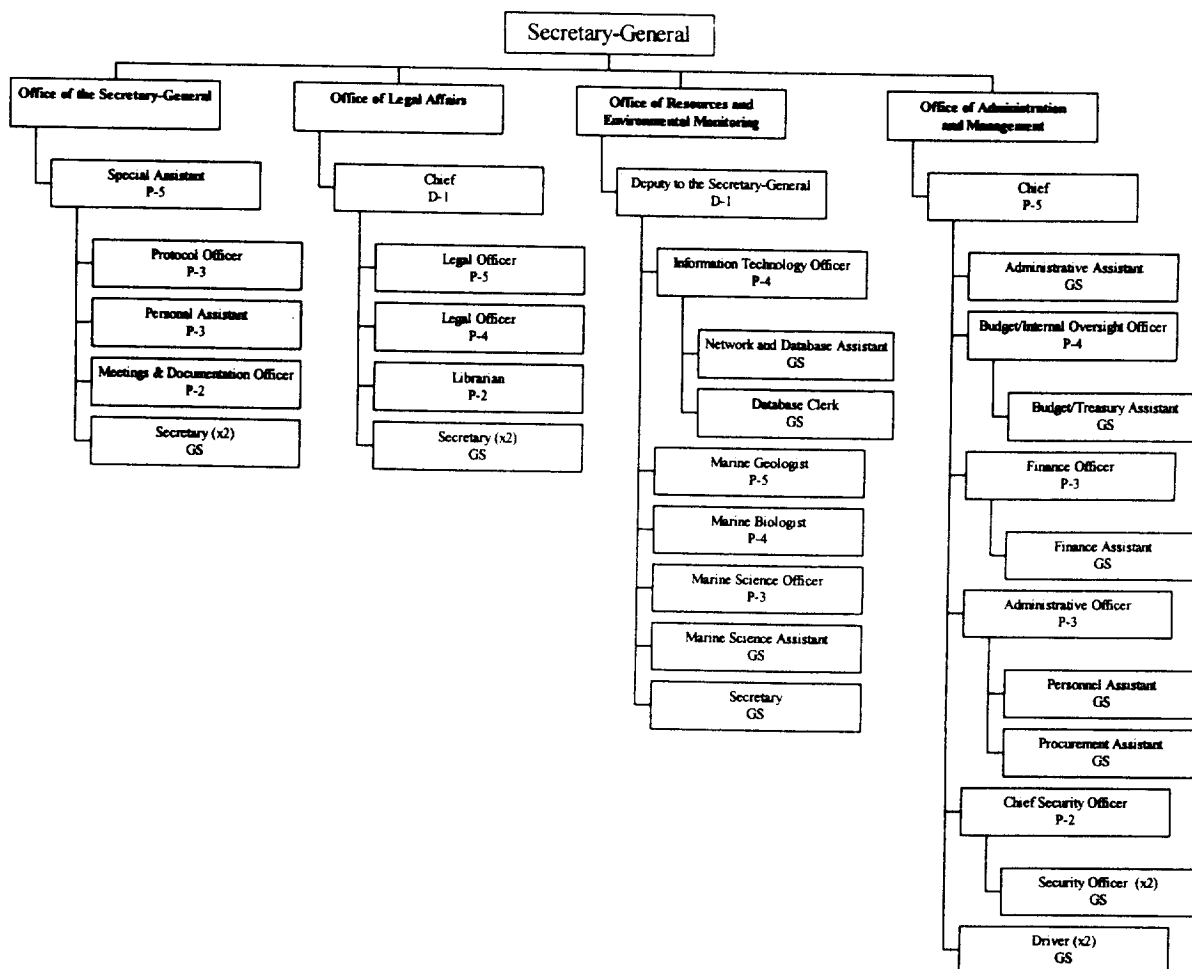 Secretary-General
Office of the Secretary-General
Special Assistant
P-5
Protocol Officer
P-3
Personal Assistant
P-3
Meetings & Documentation Officer
P-2
Secretary (x2)
GS
Office of Legal Affairs
Chief
D-1
Legal Officer
P-5
Legal Officer
P-4
Librarian
P-2
Secretary (x2)
GS
Office of Resources and
Environmental Monitoring
Deputy to the Secretary-General
D-1
Information Technology Officer
P-4
Network and Database Assistant
GS
Database Clerk
GS
Marine Geologist
P-5
Marine Biologist
P-4
Marine Science Officer
P-3
Marine Science Assistant
GS
Secretary
GS
Office of Administration
and Management
Chief
P-5
Administrative Assistant
GS
Budget/Internal Oversight Officer
P-4
Budget/Treasury Assistant
GS
Finance Officer
P-3
Finance Assistant
GS
Administrative Officer
P-3
Personnel Assistant
GS
Procurement Assistant
GS
Chief Security Officer
P-2
Security Officer (x2)
GS
Driver (x2)
GS